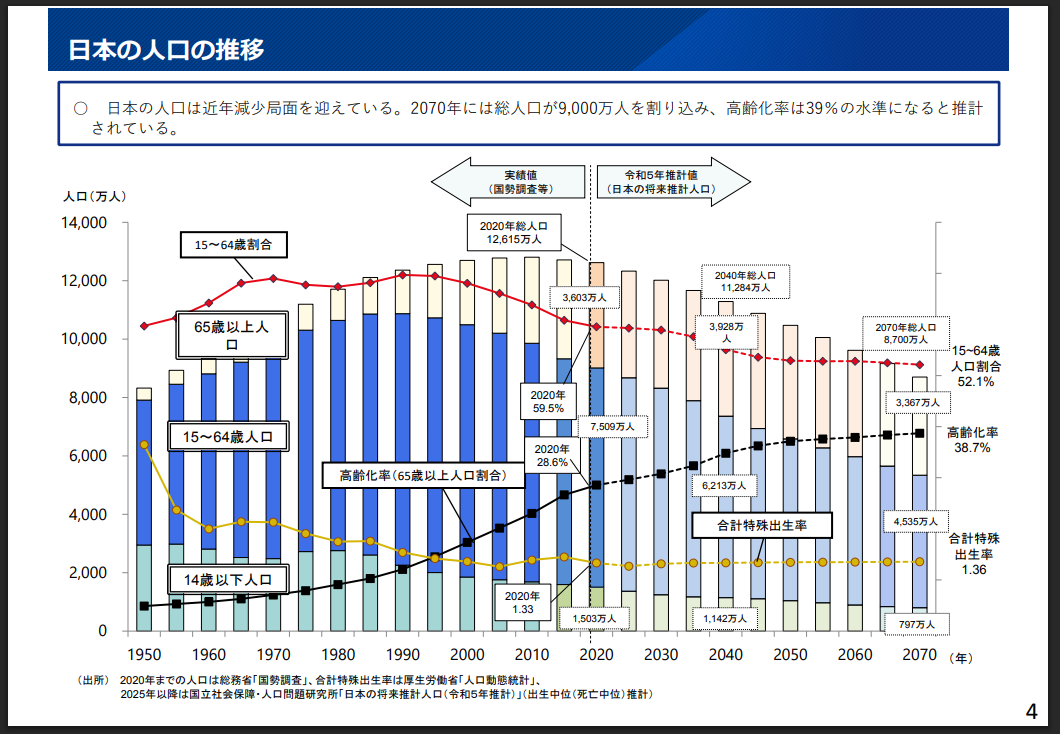 日本の人口の推移
○　日本の人口は近年減少局面を迎えている。2070年には総人口が9,000万人を割り込み、高齢化率は39％の水準になると推計
されている。
実績値
（国勢調査等）
令和5年推計値
（日本の将来推計人口）
人口（万人）
14,000
12,000
10,000
8,000
6,000
4,000
2,000
0
15～64歳割合
65歳以上人
口
15～64歳人口
14歳以下人口
高齢化率（65歳以上人口割合）
2020年総人口
12,615万人
3,603万人
2020年
59.5%
7,509万人
2020年
28.6%
2020年
1.33
1,503万人
2040年総人口
11,284万人
3,928万
人
6,213万人
合計特殊出生率
1,142万人
2070年総人口
8,700万人
3,367万人
4,535万人
797万人
15～64歳
人口割合
52.1%
高齢化率
38.7%
合計特殊
出生率
1.36
1950
1960
1970
1980
1990
2000
2010
2020
2030
2040
2050
2060
2070
（年）
（出所）　2020年までの人口は総務省「国勢調査」、合計特殊出生率は厚生労働省「人口動態統計」、
2025年以降は国立社会保障・人口問題研究所「日本の将来推計人口（令和5年推計）」（出生中位（死亡中位）推計）
4